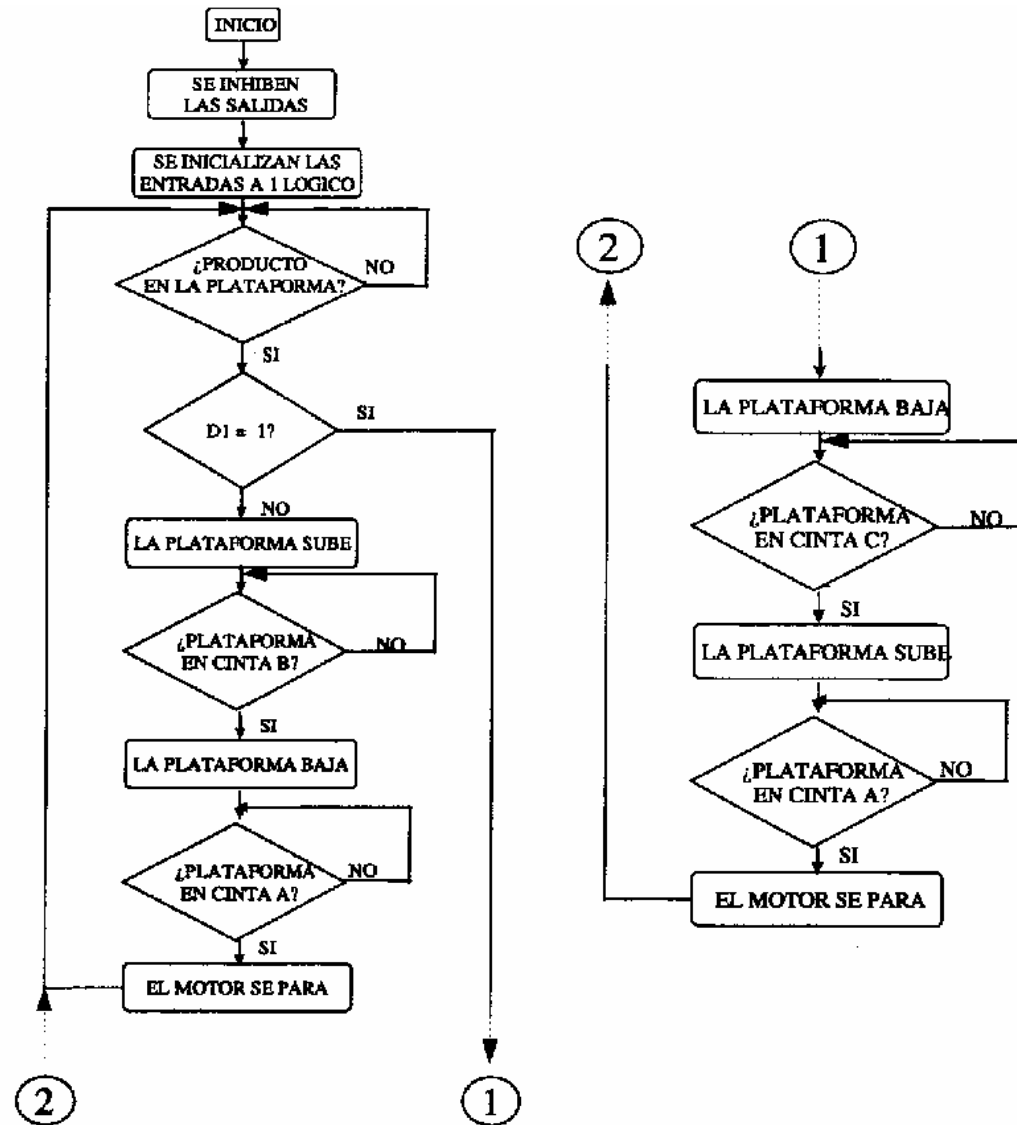 INICIO
SE INHIBEN
LAS SALIDAS
SE INICIALIZAN LAS
ENTRADAS A 1 LOGICO
¿PRODUCTO
EN LA PLATAFORMA?
NO
SI
D1 = 1?
SI
NO
LA PLATAFORMA SUBE
¿PLATAFORMA
EN CINTA B?
NO
SI
LA PLATAFORMA BAJA
¿PLATAFORMA
EN CINTA A?
NO
SI
EL MOTOR SE PARA
2
1
2
1
LA PLATAFORMA BAJA
¿PLATAFORMA
EN CINTA C?
NO
SI
LA PLATAFORMA SUBE
¿PLATAFORMA
EN CINTA A?
NO
SI
EL MOTOR SE PARA